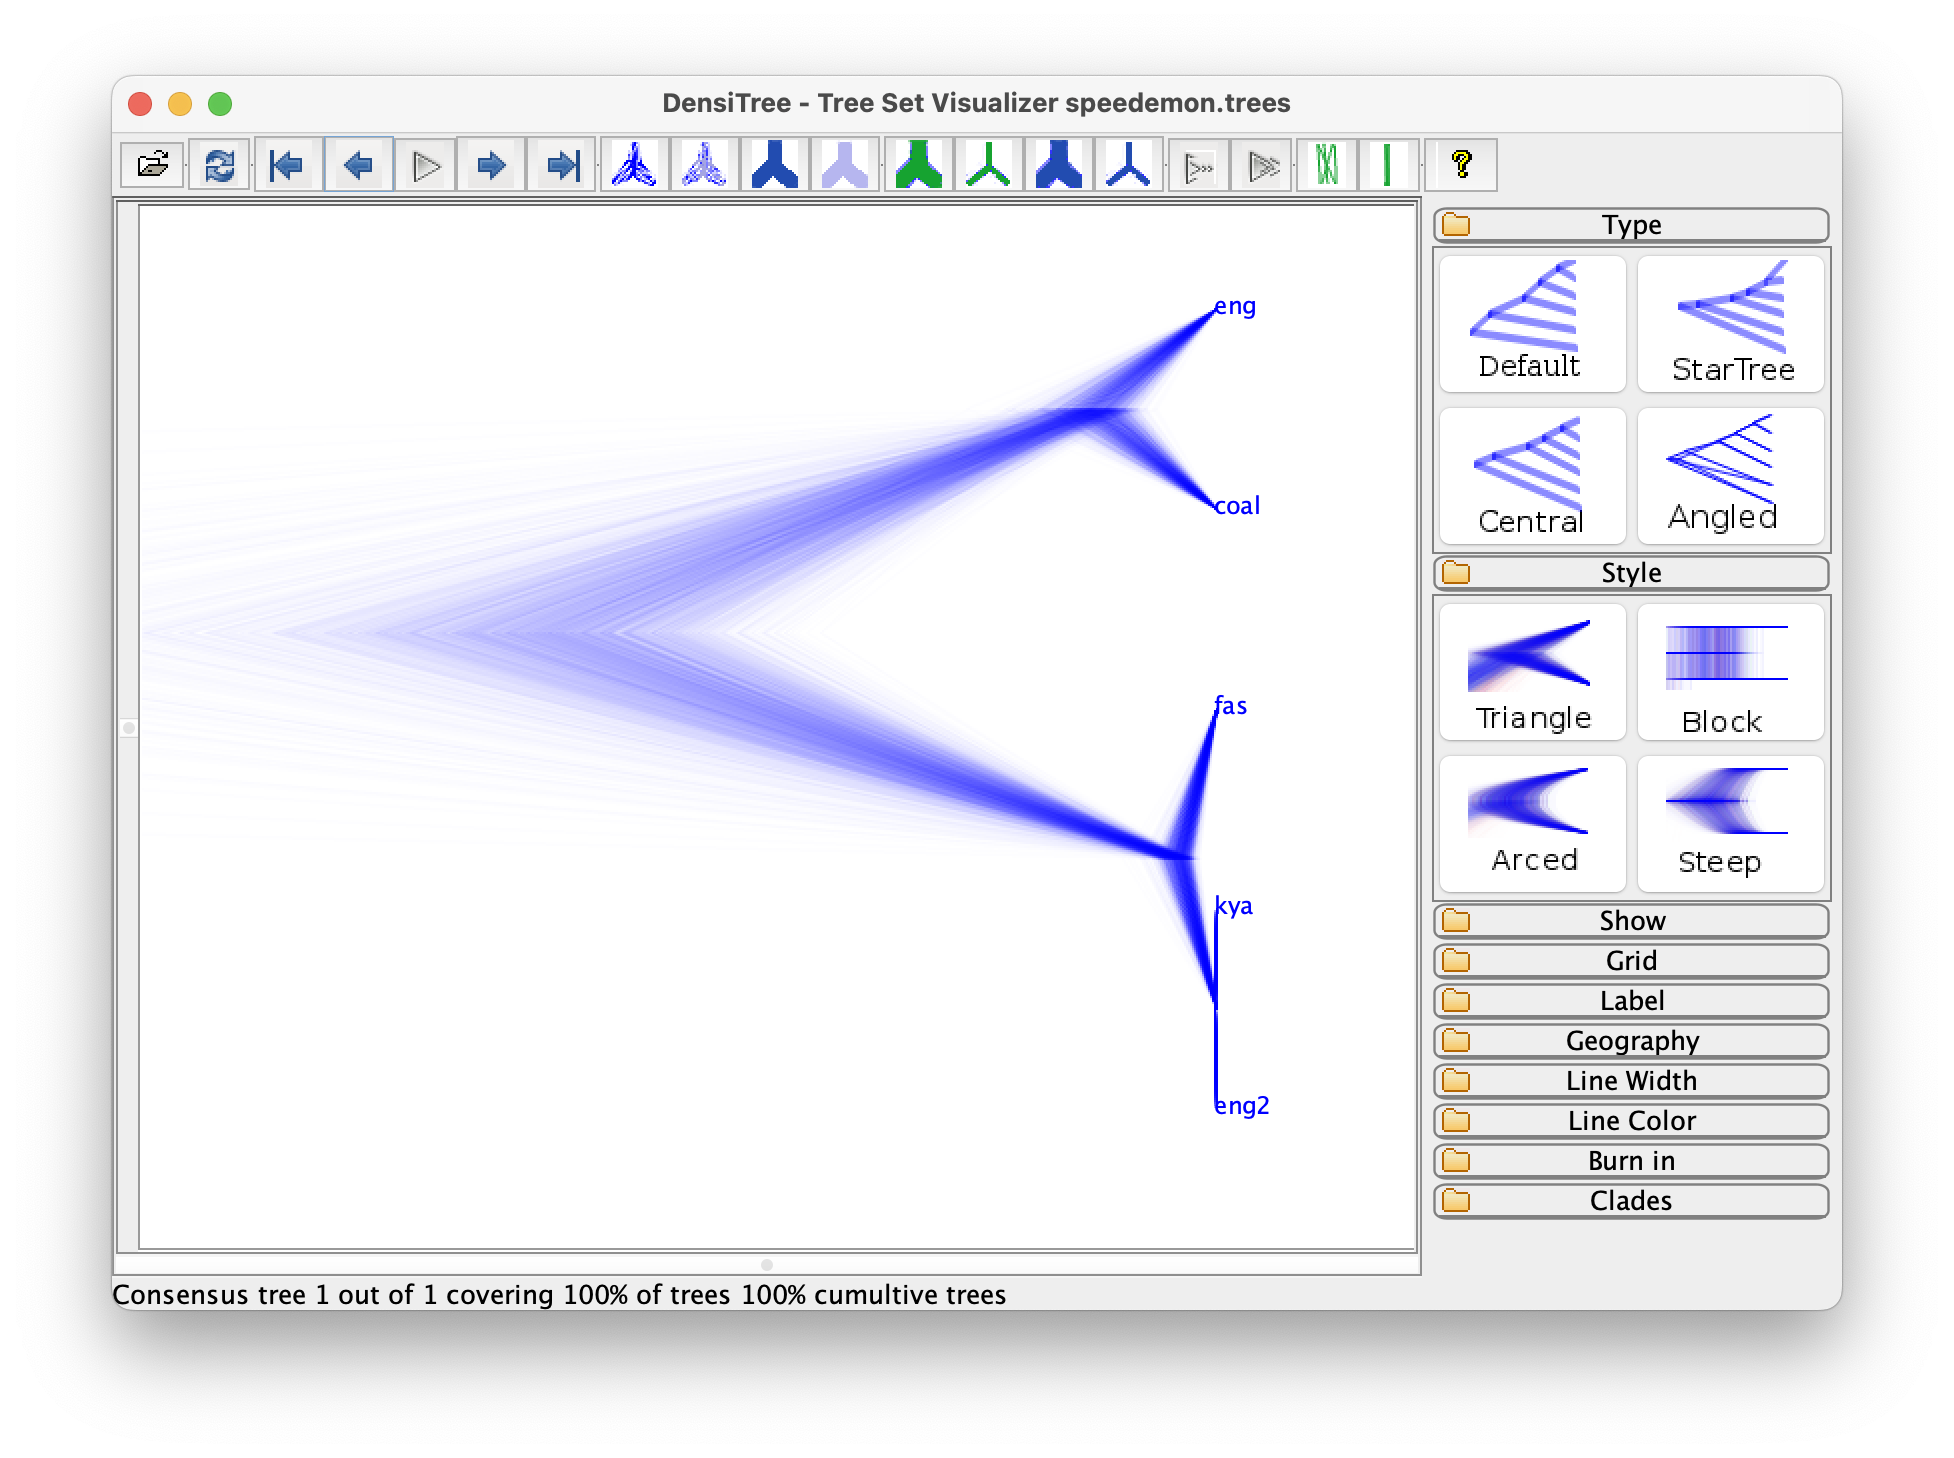 DensiTree - Tree Set Visualizer speedemon.trees
Type
Default
StarTree
Central
Angled
Style
Triangle
Block
Arced
Steep
Show
Grid
Label
Geography
Line Width
Line Color
Burn in
Clades
eng
coal
fas
kya
eng2
Consensus tree 1 out of 1 covering 100% of trees 100% cumultive trees